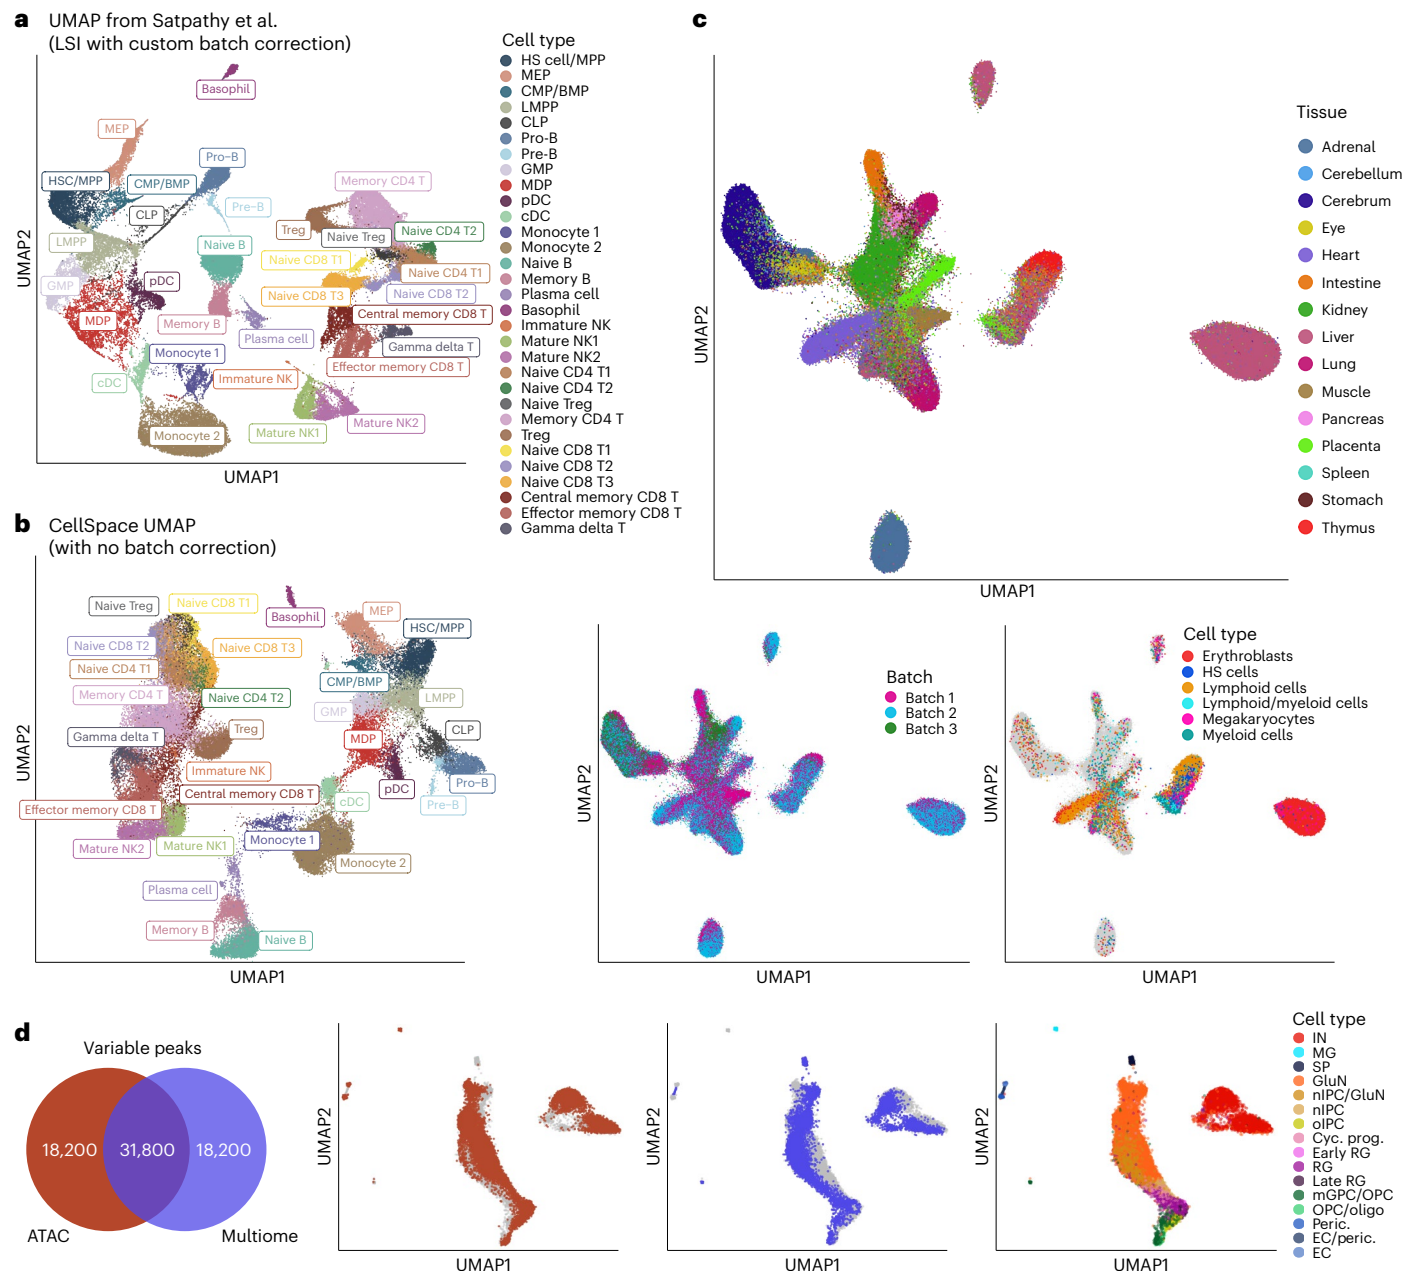 a
UMAP from Satpathy et al.
(LSI with custom batch correction)
UMAP2
UMAP1
Basophil
MEP
Pro-B
HSC/MPP
CMP/BMP
Memory CD4 T
CLP
Pre-B
Treg
Naive Treg
Naive CD4 T2
LMPP
Naive B
Naive CD8 T1
Naive CD4 T1
GMP
pDC
Naive CD8 T3
Naive CD8 T2
MDP
Memory B
Central memory CD8 T
Plasma cell
Gamma delta T
Monocyte 1
Effector memory CD8 T
cDC
Immature NK
Mature NK2
Monocyte 2
Mature NK1
Cell type
HS cell/MPP
MEP
CMP/BMP
LMPP
CLP
Pro-B
Pre-B
GMP
MDP
pDC
cDC
Monocyte 1
Monocyte 2
Naive B
Memory B
Plasma cell
Basophil
Immature NK
Mature NK1
Mature NK2
Naive CD4 T1
Naive CD4 T2
Naive Treg
Memory CD4 T
Treg
Naive CD8 T1
Naive CD8 T2
Naive CD8 T3
Central memory CD8 T
Effector memory CD8 T
Gamma delta T
b
CellSpace UMAP
(with no batch correction)
UMAP2
UMAP1
Naive Treg
Naive CD8 T1
Basophil
MEP
HSC/MPP
Naive CD8 T2
Naive CD8 T3
Naive CD4 T1
CMP/BMP
Memory CD4 T
Naive CD4 T2
LMPP
GMP
Gamma delta T
Treg
MDP
CLP
Immature NK
pDC
Pro-B
Central memory CD8 T
cDC
Pre-B
Effector memory CD8 T
Mature NK2
Mature NK1
Monocyte 1
Monocyte 2
Plasma cell
Memory B
Naive B
c
UMAP2
UMAP1
Tissue
Adrenal
Cerebellum
Cerebrum
Eye
Heart
Intestine
Kidney
Liver
Lung
Muscle
Pancreas
Placenta
Spleen
Stomach
Thymus
UMAP2
UMAP1
Batch
Batch 1
Batch 2
Batch 3
UMAP2
UMAP1
Cell type
Erythroblasts
HS cells
Lymphoid cells
Lymphoid/myeloid cells
Megakaryocytes
Myeloid cells
d
Variable peaks
18,200
31,800
18,200
ATAC
Multiome
UMAP2
UMAP1
UMAP2
UMAP1
UMAP2
UMAP1
Cell type
IN
MG
SP
GluN
nIPC/GluN
nIPC
oIPC
Cyc. prog.
Early RG
RG
Late RG
mGPC/OPC
OPC/oligo
Peric.
EC/peric.
EC